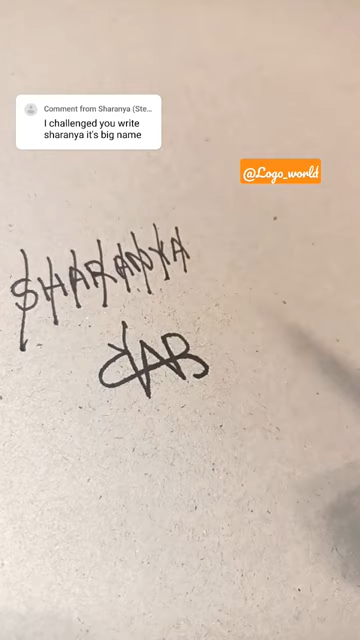 Comment from Sharanya (Ste...
I challenged you write
sharanya it's big name
@Logo_world
SHARANYA